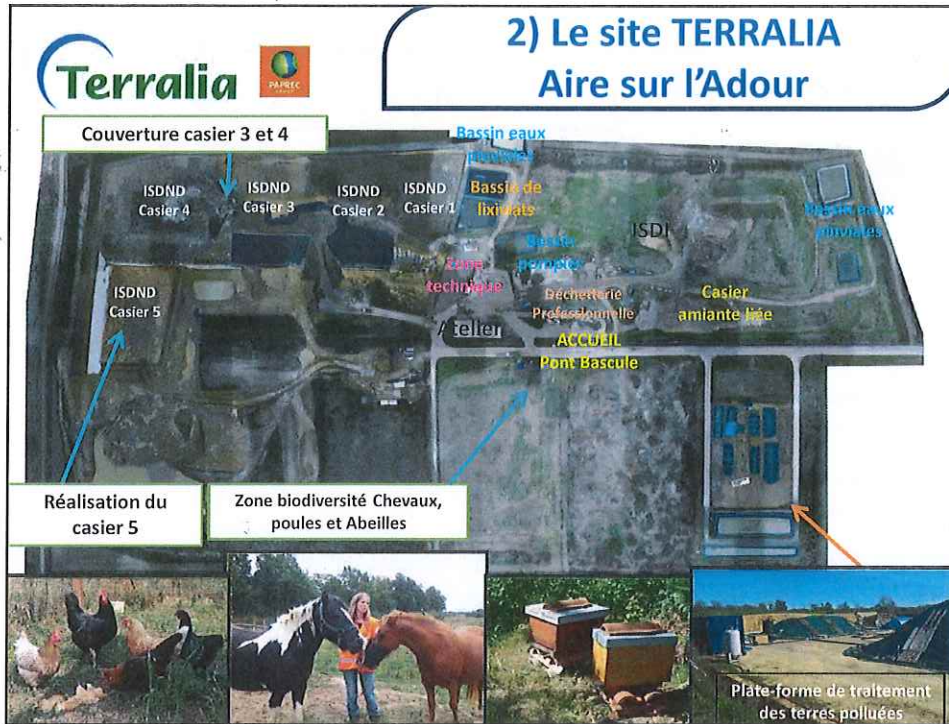 2) Le site TERRALIA
Aire sur l'Adour
Terralia
PAPREC
Couverture casier 3 et 4
Bassin eaux
pluviales
ISDND
Casier 4
ISDND
Casier 3
ISDND
Casier 2
ISDND
Casier 1
Bassin de
lixiviats
ISDI
Bassin eaux
pluviales
Bassin
pompier
Zone
technique
ISDND
Casier 5
Déchetterie
Professionnelle
Casier
amiante liée
Atelier
ACCUEIL
Pont Bascule
Réalisation du
casier 5
Zone biodiversité Chevaux,
poules et Abeilles
Plate-forme de traitement
des terres polluées